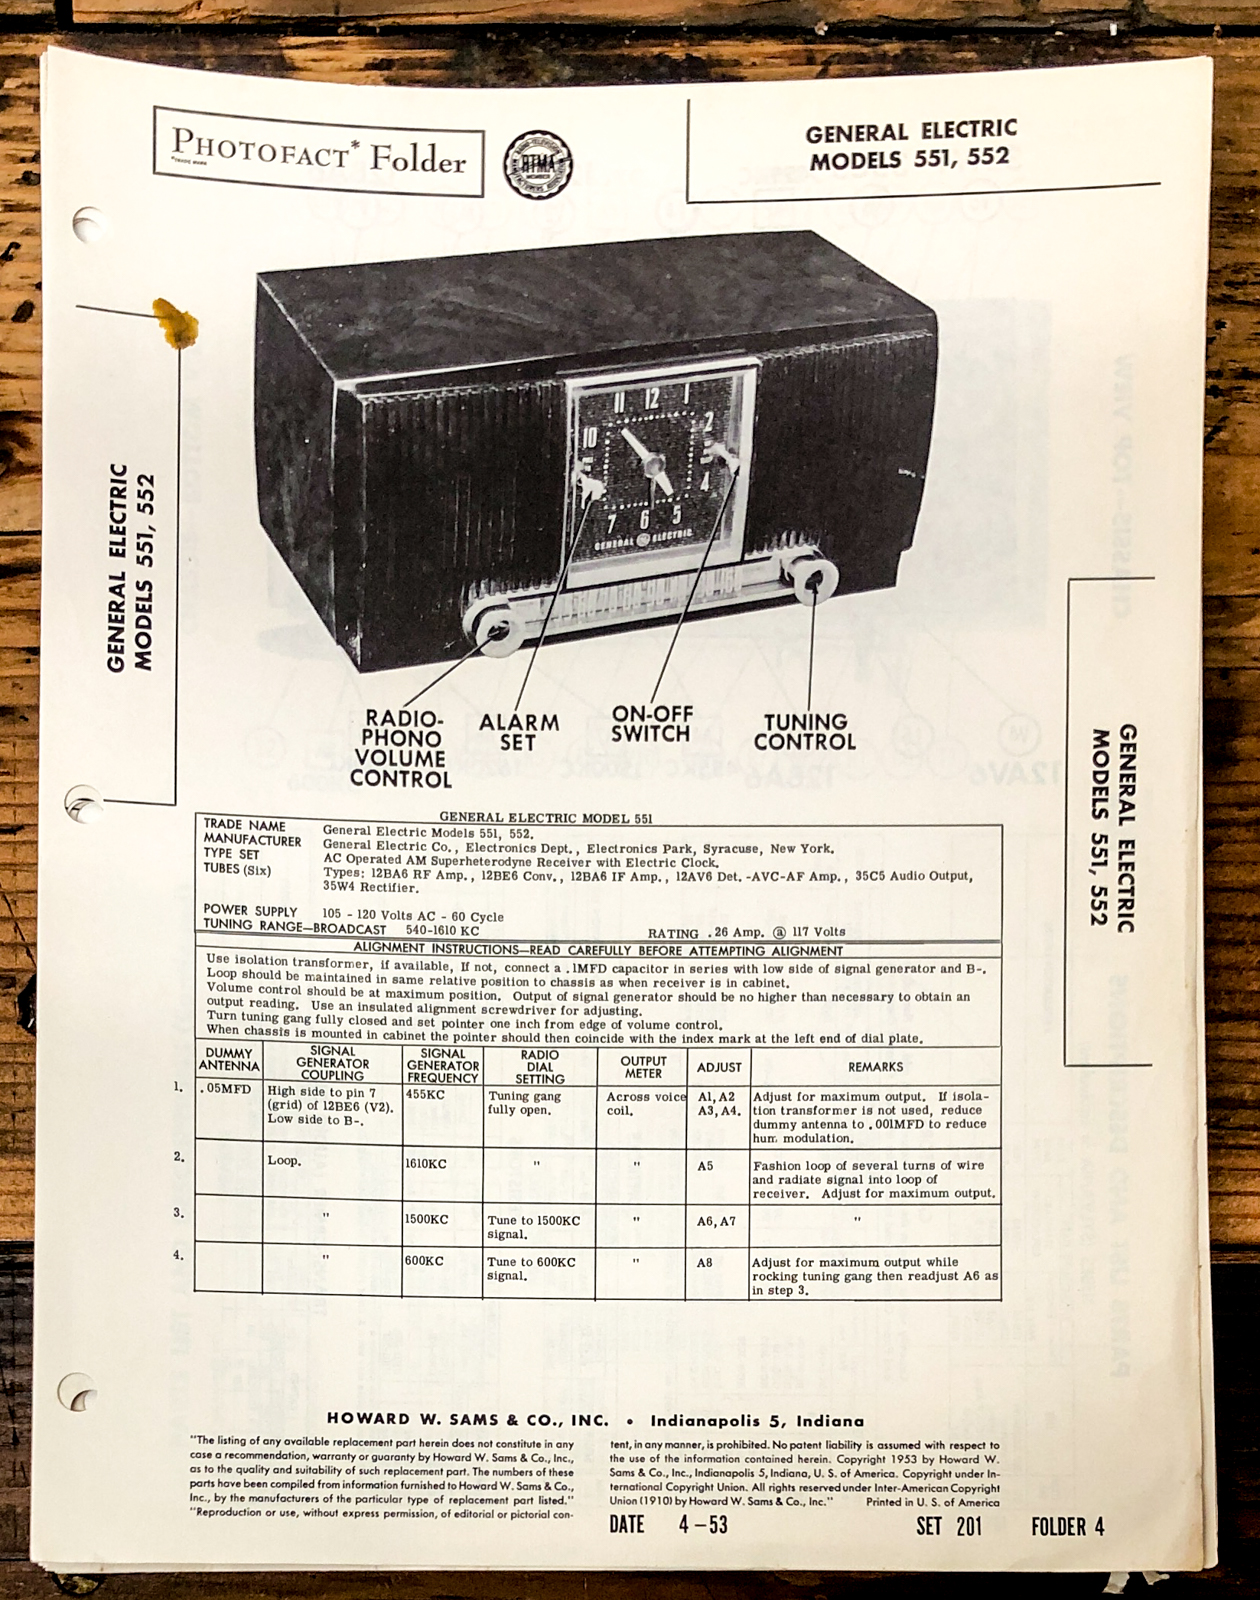 PHOTOFACT* Folder
*TRADE MARK
RTMA
GENERAL ELECTRIC
MODELS 551, 552
GENERAL ELECTRIC
MODELS 551, 552
11 12 1
10 2
4
7 6 5
GENERAL GE ELECTRIC
RADIO-
PHONO
VOLUME
CONTROL
ALARM
SET
ON-OFF
SWITCH
TUNING
CONTROL
GENERAL ELECTRIC
MODELS 551, 552
GENERAL ELECTRIC MODEL 551
TRADE NAME General Electric Models 551, 552.
MANUFACTURER General Electric Co., Electronics Dept., Electronics Park, Syracuse, New York.
TYPE SET AC Operated AM Superheterodyne Receiver with Electric Clock.
TUBES (Six) Types: 12BA6 RF Amp., 12BE6 Conv., 12BA6 IF Amp., 12AV6 Det.-AVC-AF Amp., 35C5 Audio Output,
35W4 Rectifier.
POWER SUPPLY 105 - 120 Volts AC - 60 Cycle
TUNING RANGE—BROADCAST 540-1610 KC RATING .26 Amp. @ 117 Volts
ALIGNMENT INSTRUCTIONS—READ CAREFULLY BEFORE ATTEMPTING ALIGNMENT
Use isolation transformer, if available, If not, connect a .1MFD capacitor in series with low side of signal generator and B-.
Loop should be maintained in same relative position to chassis as when receiver is in cabinet.
Volume control should be at maximum position. Output of signal generator should be no higher than necessary to obtain an
output reading. Use an insulated alignment screwdriver for adjusting.
Turn tuning gang fully closed and set pointer one inch from edge of volume control.
When chassis is mounted in cabinet the pointer should then coincide with the index mark at the left end of dial plate.
DUMMY
ANTENNA
SIGNAL
GENERATOR
COUPLING
SIGNAL
GENERATOR
FREQUENCY
RADIO
DIAL
SETTING
OUTPUT
METER
ADJUST
REMARKS
1. .05MFD
High side to pin 7
(grid) of 12BE6 (V2).
Low side to B-.
455KC
Tuning gang
fully open.
Across voice
coil.
A1, A2
A3, A4.
Adjust for maximum output. If isola-
tion transformer is not used, reduce
dummy antenna to .001MFD to reduce
hum modulation.
2. Loop. 1610KC " " A5
Fashion loop of several turns of wire
and radiate signal into loop of
receiver. Adjust for maximum output.
3. " 1500KC
Tune to 1500KC
signal.
" A6, A7 "
4. " 600KC
Tune to 600KC
signal.
" A8
Adjust for maximum output while
rocking tuning gang then readjust A6 as
in step 3.
HOWARD W. SAMS & CO., INC. • Indianapolis 5, Indiana
"The listing of any available replacement part herein does not constitute in any
case a recommendation, warranty or guaranty by Howard W. Sams & Co., Inc.,
as to the quality and suitability of such replacement part. The numbers of these
parts have been compiled from information furnished to Howard W. Sams & Co.,
Inc., by the manufacturers of the particular type of replacement part listed."
"Reproduction or use, without express permission, of editorial or pictorial con-
tent, in any manner, is prohibited. No patent liability is assumed with respect to
the use of the information contained herein. Copyright 1953 by Howard W.
Sams & Co., Inc., Indianapolis 5, Indiana, U. S. of America. Copyright under In-
ternational Copyright Union. All rights reserved under Inter-American Copyright
Union (1910) by Howard W. Sams & Co., Inc." Printed in U. S. of America
DATE 4-53 SET 201 FOLDER 4